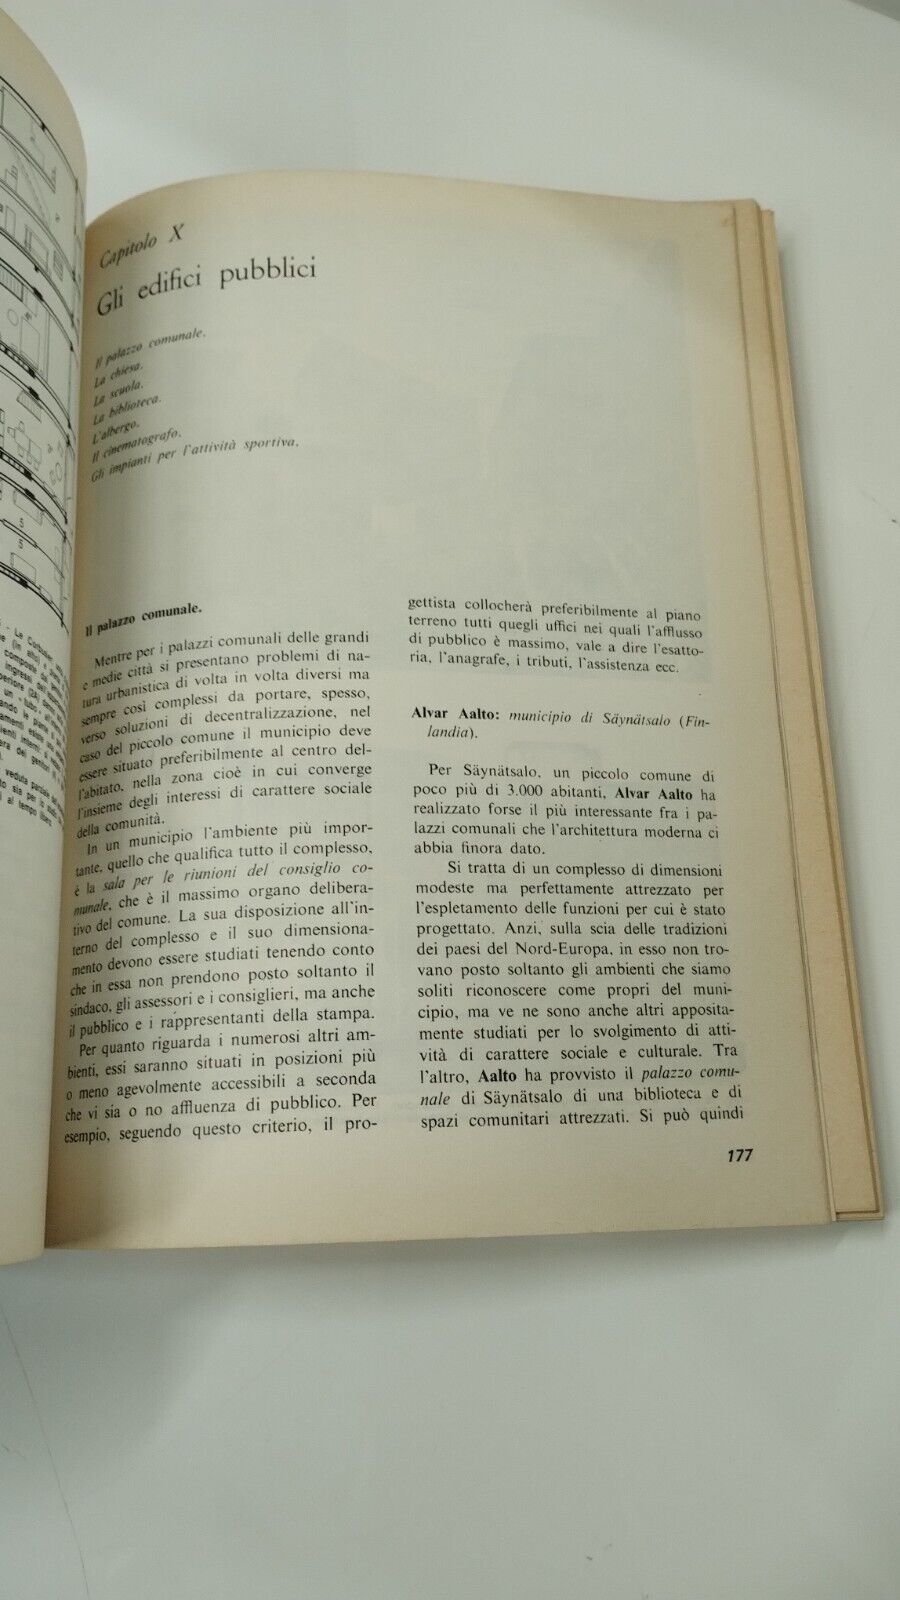 Capitolo X
Gli edifici pubblici
Il palazzo comunale.
La chiesa.
La scuola.
La biblioteca.
L'albergo.
Il cinematografo.
Gli impianti per l'attività sportiva.
Il palazzo comunale.
Mentre per i palazzi comunali delle grandi
e medie città si presentano problemi di na-
tura urbanistica di volta in volta diversi ma
sempre così complessi da portare, spesso,
verso soluzioni di decentralizzazione, nel
caso del piccolo comune il municipio deve
essere situato preferibilmente al centro del-
l'abitato, nella zona cioè in cui converge
l'insieme degli interessi di carattere sociale
della comunità.
In un municipio l'ambiente più impor-
tante, quello che qualifica tutto il complesso,
è la sala per le riunioni del consiglio co-
munale, che è il massimo organo delibera-
tivo del comune. La sua disposizione all'in-
terno del complesso e il suo dimensiona-
mento devono essere studiati tenendo conto
che in essa non prendono posto soltanto il
sindaco, gli assessori e i consiglieri, ma anche
il pubblico e i rappresentanti della stampa.
Per quanto riguarda i numerosi altri am-
bienti, essi saranno situati in posizioni più
o meno agevolmente accessibili a seconda
che vi sia o no affluenza di pubblico. Per
esempio, seguendo questo criterio, il pro-
gettista collocherà preferibilmente al piano
terreno tutti quegli uffici nei quali l'afflusso
di pubblico è massimo, vale a dire l'esatto-
ria, l'anagrafe, i tributi, l'assistenza ecc.
Alvar Aalto: municipio di Säynätsalo (Fin-
landia).
Per Säynätsalo, un piccolo comune di
poco più di 3.000 abitanti, Alvar Aalto ha
realizzato forse il più interessante fra i pa-
lazzi comunali che l'architettura moderna ci
abbia finora dato.
Si tratta di un complesso di dimensioni
modeste ma perfettamente attrezzato per
l'espletamento delle funzioni per cui è stato
progettato. Anzi, sulla scia delle tradizioni
dei paesi del Nord-Europa, in esso non tro-
vano posto soltanto gli ambienti che siamo
soliti riconoscere come propri del muni-
cipio, ma ve ne sono anche altri apposita-
mente studiati per lo svolgimento di atti-
vità di carattere sociale e culturale. Tra
l'altro, Aalto ha provvisto il palazzo comu-
nale di Säynätsalo di una biblioteca e di
spazi comunitari attrezzati. Si può quindi
177